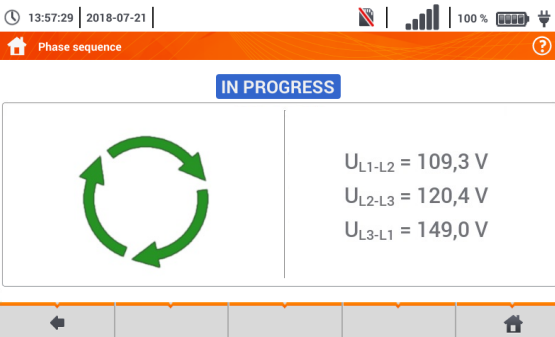 13:57:29 2018-07-21 100 %
Phase sequence ?
IN PROGRESS
UL1-L2 = 109,3 V
UL2-L3 = 120,4 V
UL3-L1 = 149,0 V